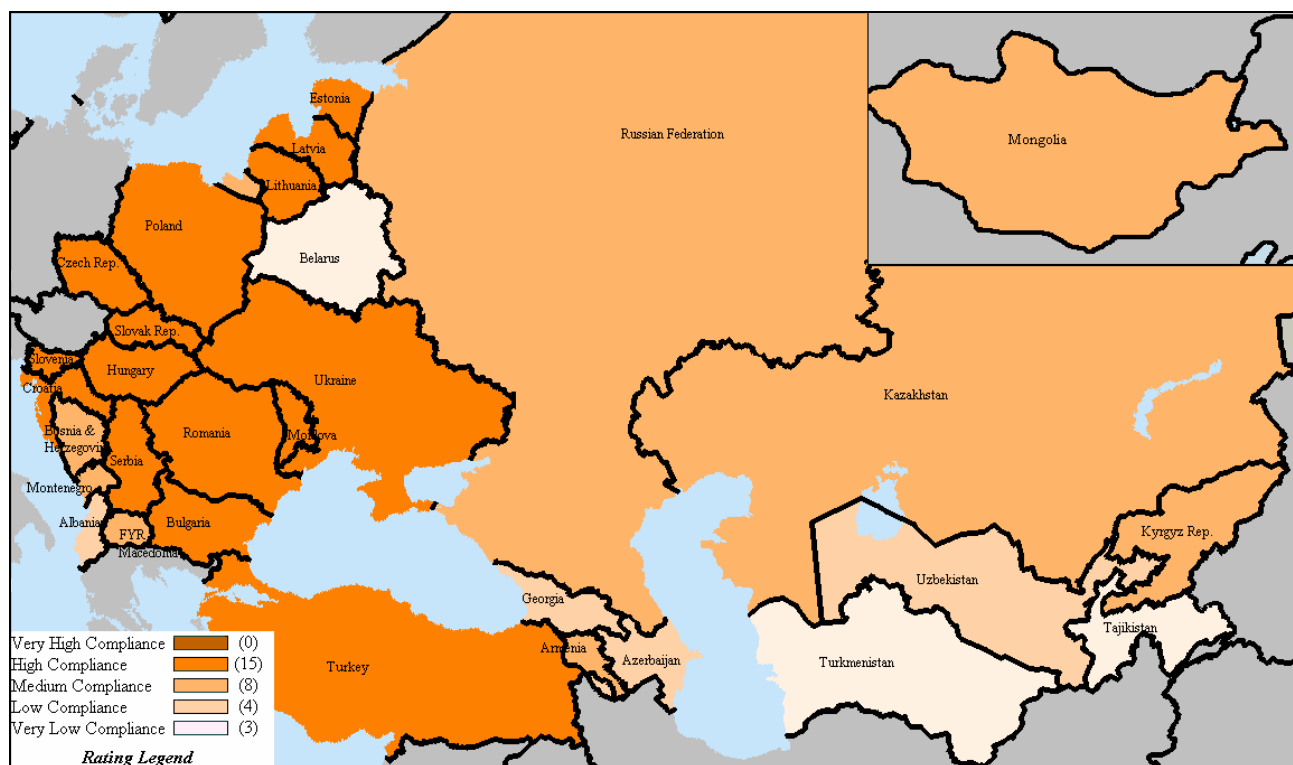 Estonia
Russian Federation
Mongolia
Latvia
Lithuania
Poland
Belarus
Czech Rep.
Slovak Rep.
Slovenia
Hungary
Ukraine
Croatia
Kazakhstan
Bosnia &
Herzegovin
Romania
Moldova
Serbia
Montenegro
Albania
Bulgaria
FYR
Macedonia
Kyrgyz Rep.
Uzbekistan
Georgia
Tajikistan
Armenia
Azerbaijan
Turkmenistan
Turkey
Very High Compliance (0)
High Compliance (15)
Medium Compliance (8)
Low Compliance (4)
Very Low Compliance (3)
Rating Legend